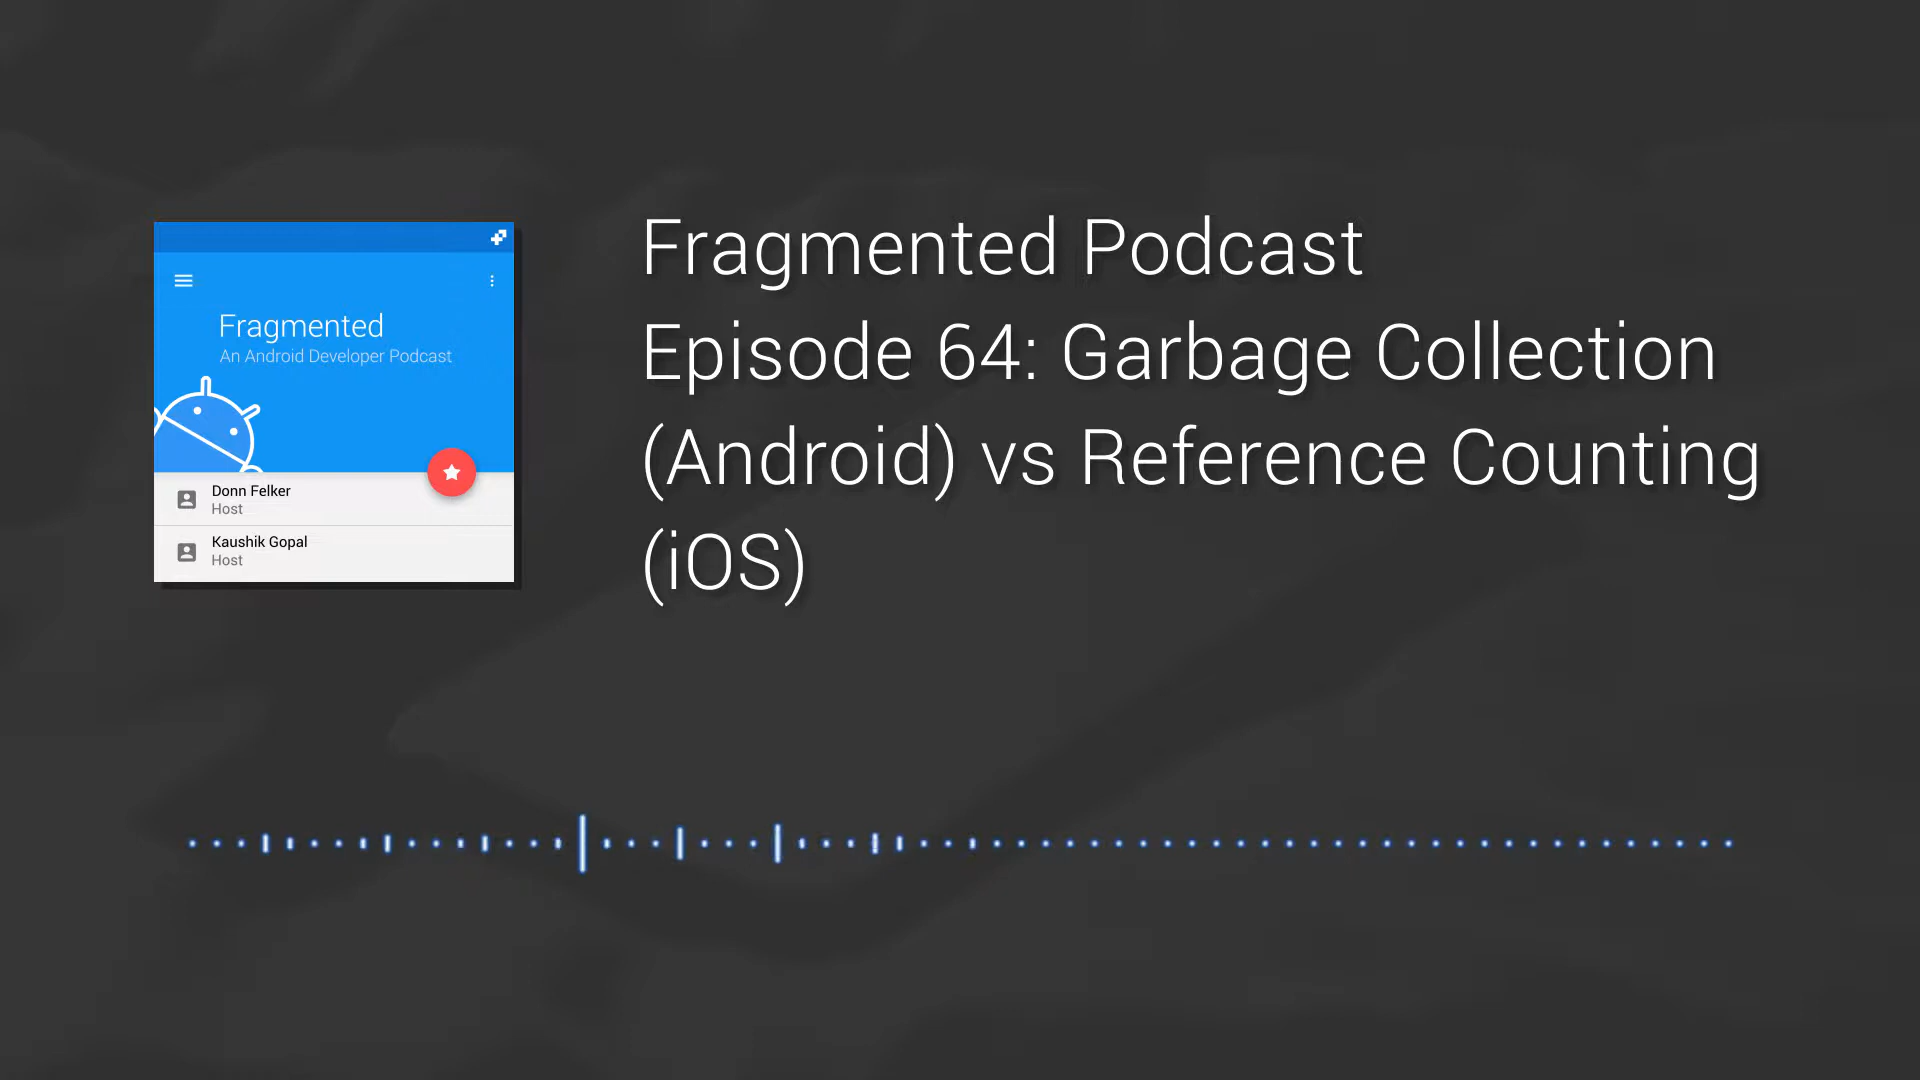 Fragmented
An Android Developer Podcast
Donn Felker
Host
Kaushik Gopal
Host
Fragmented Podcast
Episode 64: Garbage Collection
(Android) vs Reference Counting
(iOS)